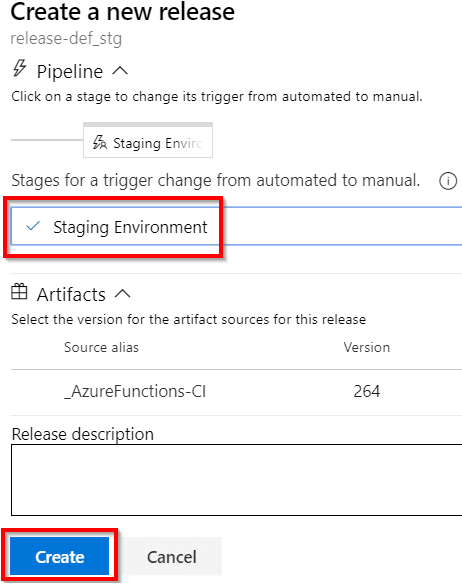 Create a new release
release-def_stg
Pipeline
Click on a stage to change its trigger from automated to manual.
Staging Enviro
Stages for a trigger change from automated to manual.
Staging Environment
Artifacts
Select the version for the artifact sources for this release
Source alias Version
_AzureFunctions-CI 264
Release description
Create Cancel